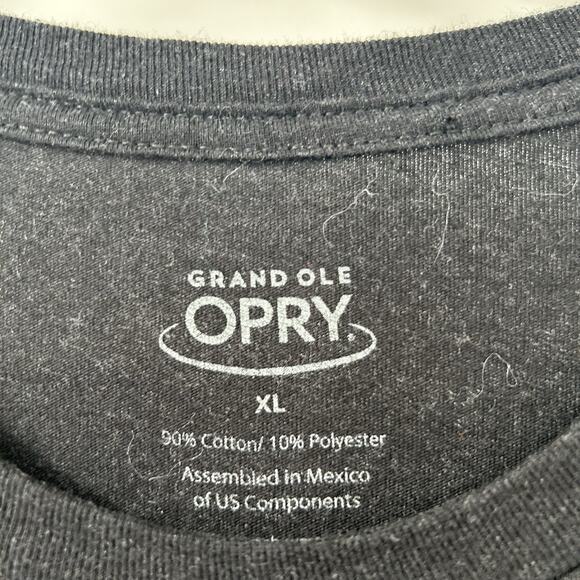 GRAND OLE
OPRY®
XL
90% Cotton/ 10% Polyester
Assembled in Mexico
of US Components